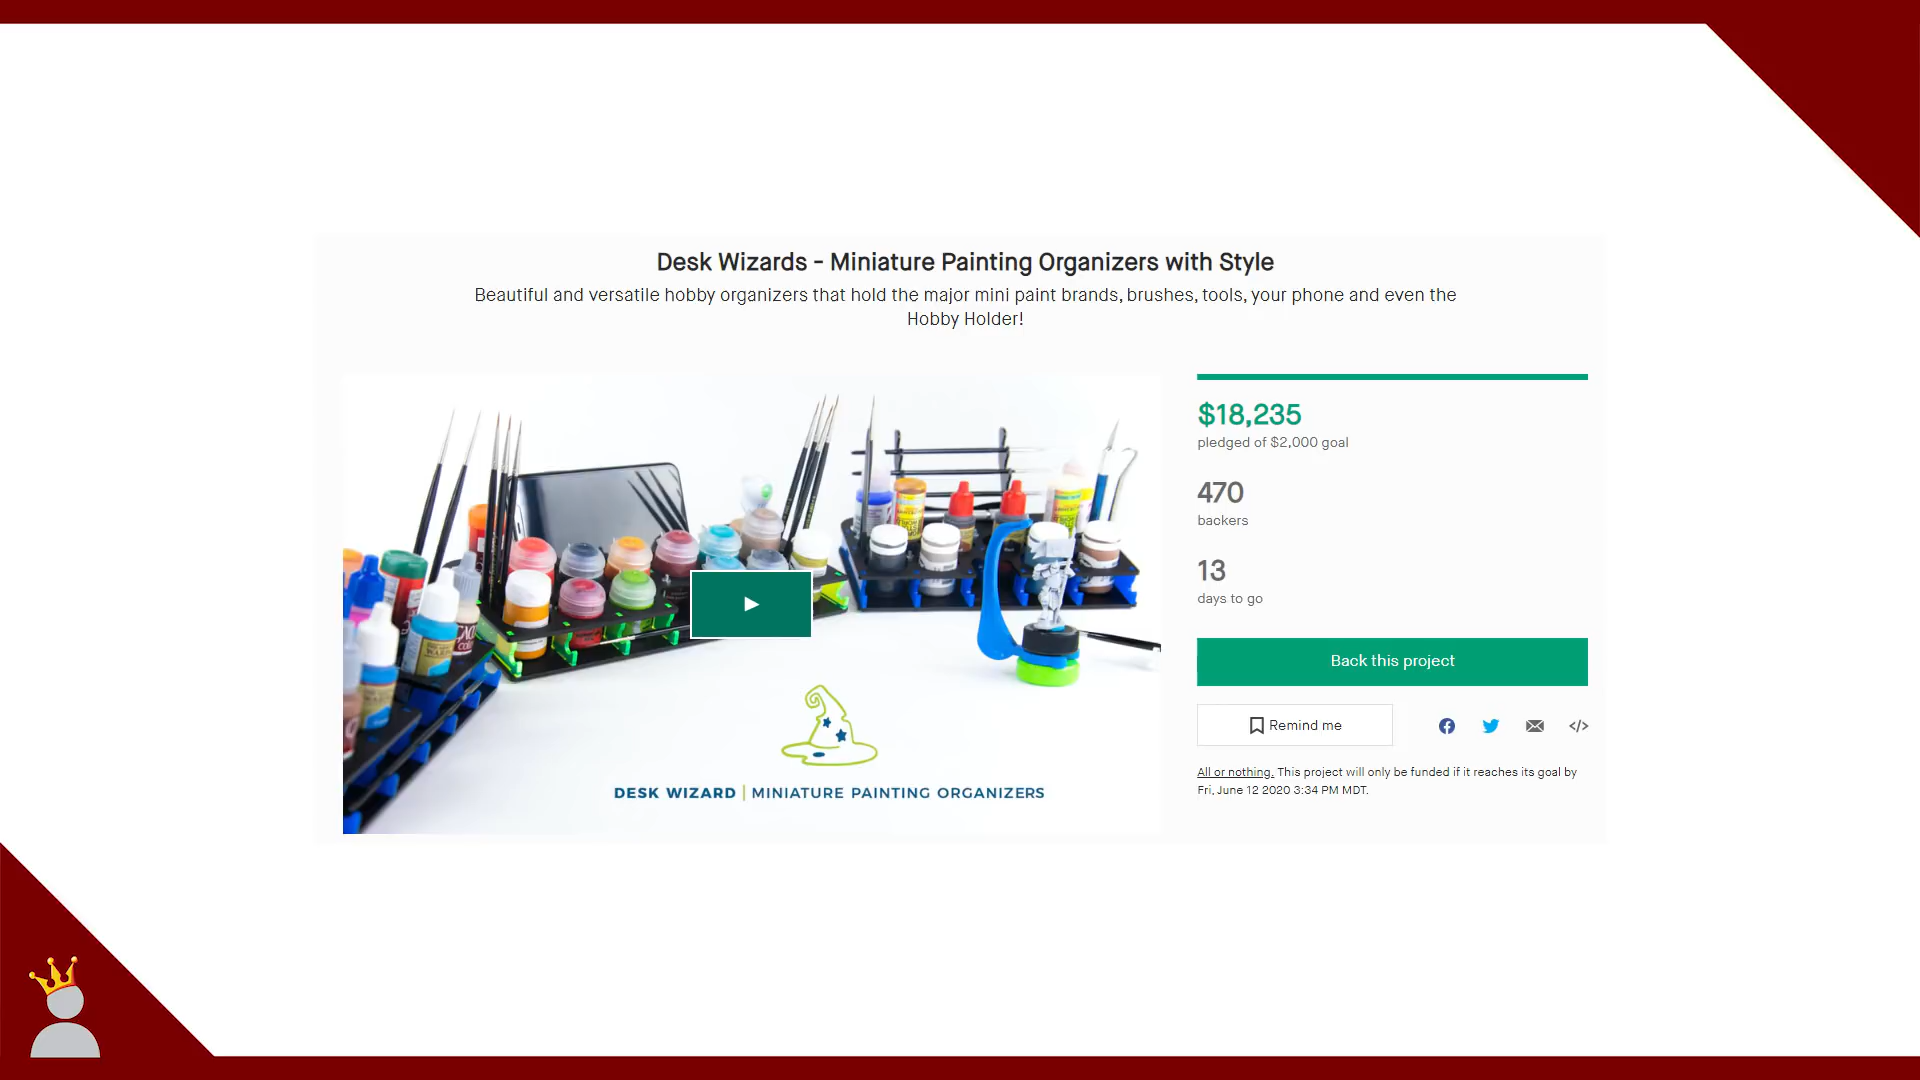 Desk Wizards - Miniature Painting Organizers with Style
Beautiful and versatile hobby organizers that hold the major mini paint brands, brushes, tools, your phone and even the
Hobby Holder!
$18,235
pledged of $2,000 goal
470
backers
13
days to go
Back this project
Remind me
All or nothing. This project will only be funded if it reaches its goal by
Fri, June 12 2020 3:34 PM MDT.
DESK WIZARD | MINIATURE PAINTING ORGANIZERS